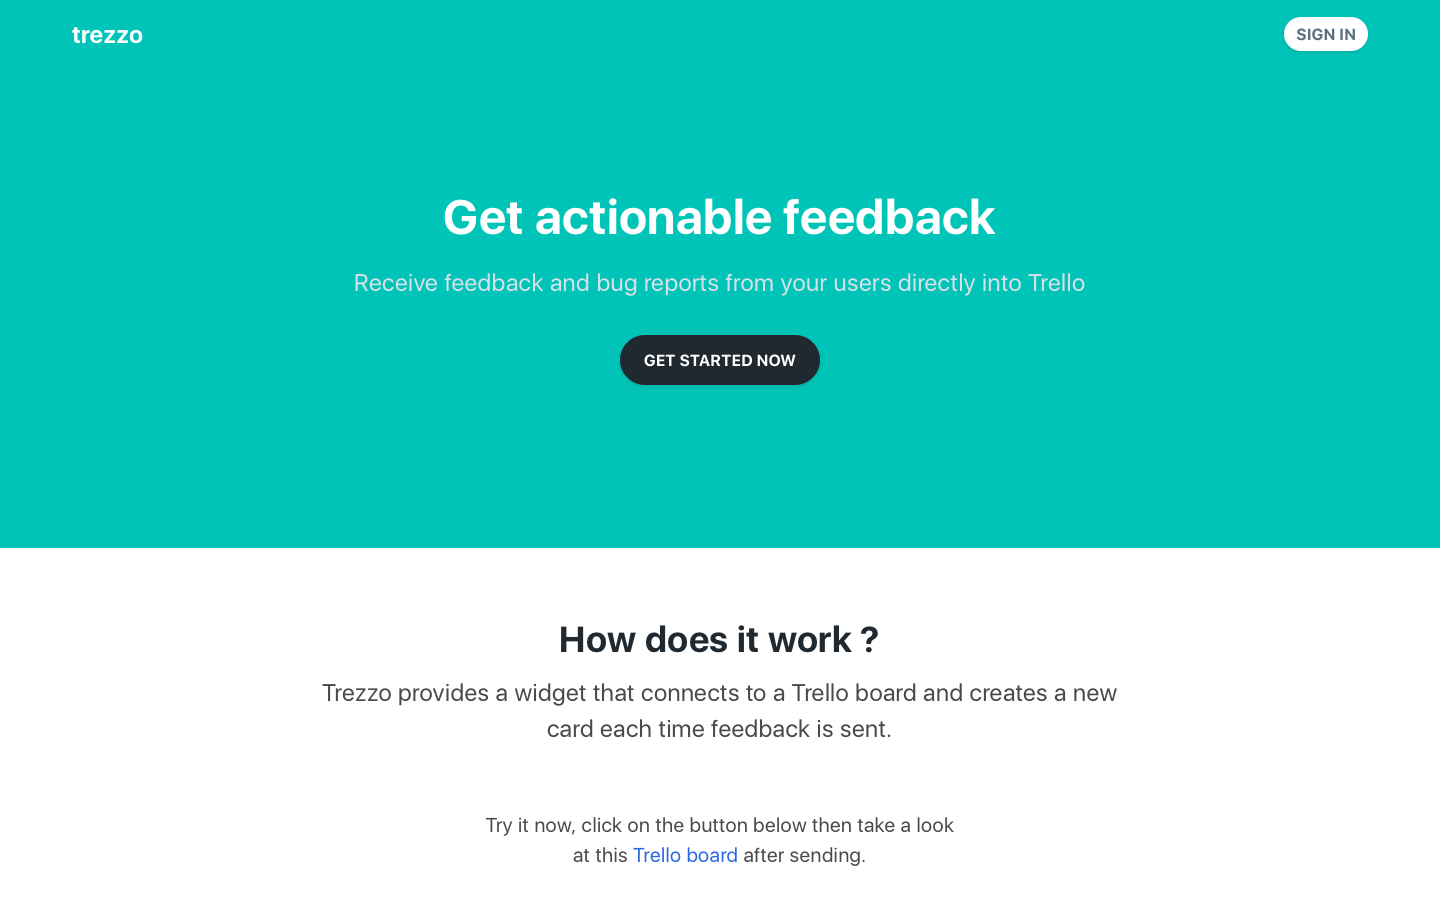 trezzo
SIGN IN
Get actionable feedback
Receive feedback and bug reports from your users directly into Trello
GET STARTED NOW
How does it work ?
Trezzo provides a widget that connects to a Trello board and creates a new
card each time feedback is sent.
Try it now, click on the button below then take a look
at this Trello board after sending.